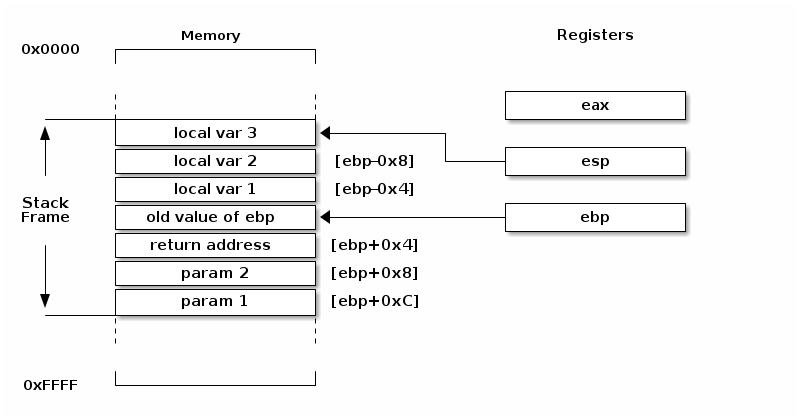 Memory
Registers
0x0000
eax
local var 3
local var 2
[ebp-0x8]
esp
local var 1
[ebp-0x4]
Stack
Frame
old value of ebp
ebp
return address
[ebp+0x4]
param 2
[ebp+0x8]
param 1
[ebp+0xC]
0xFFFF